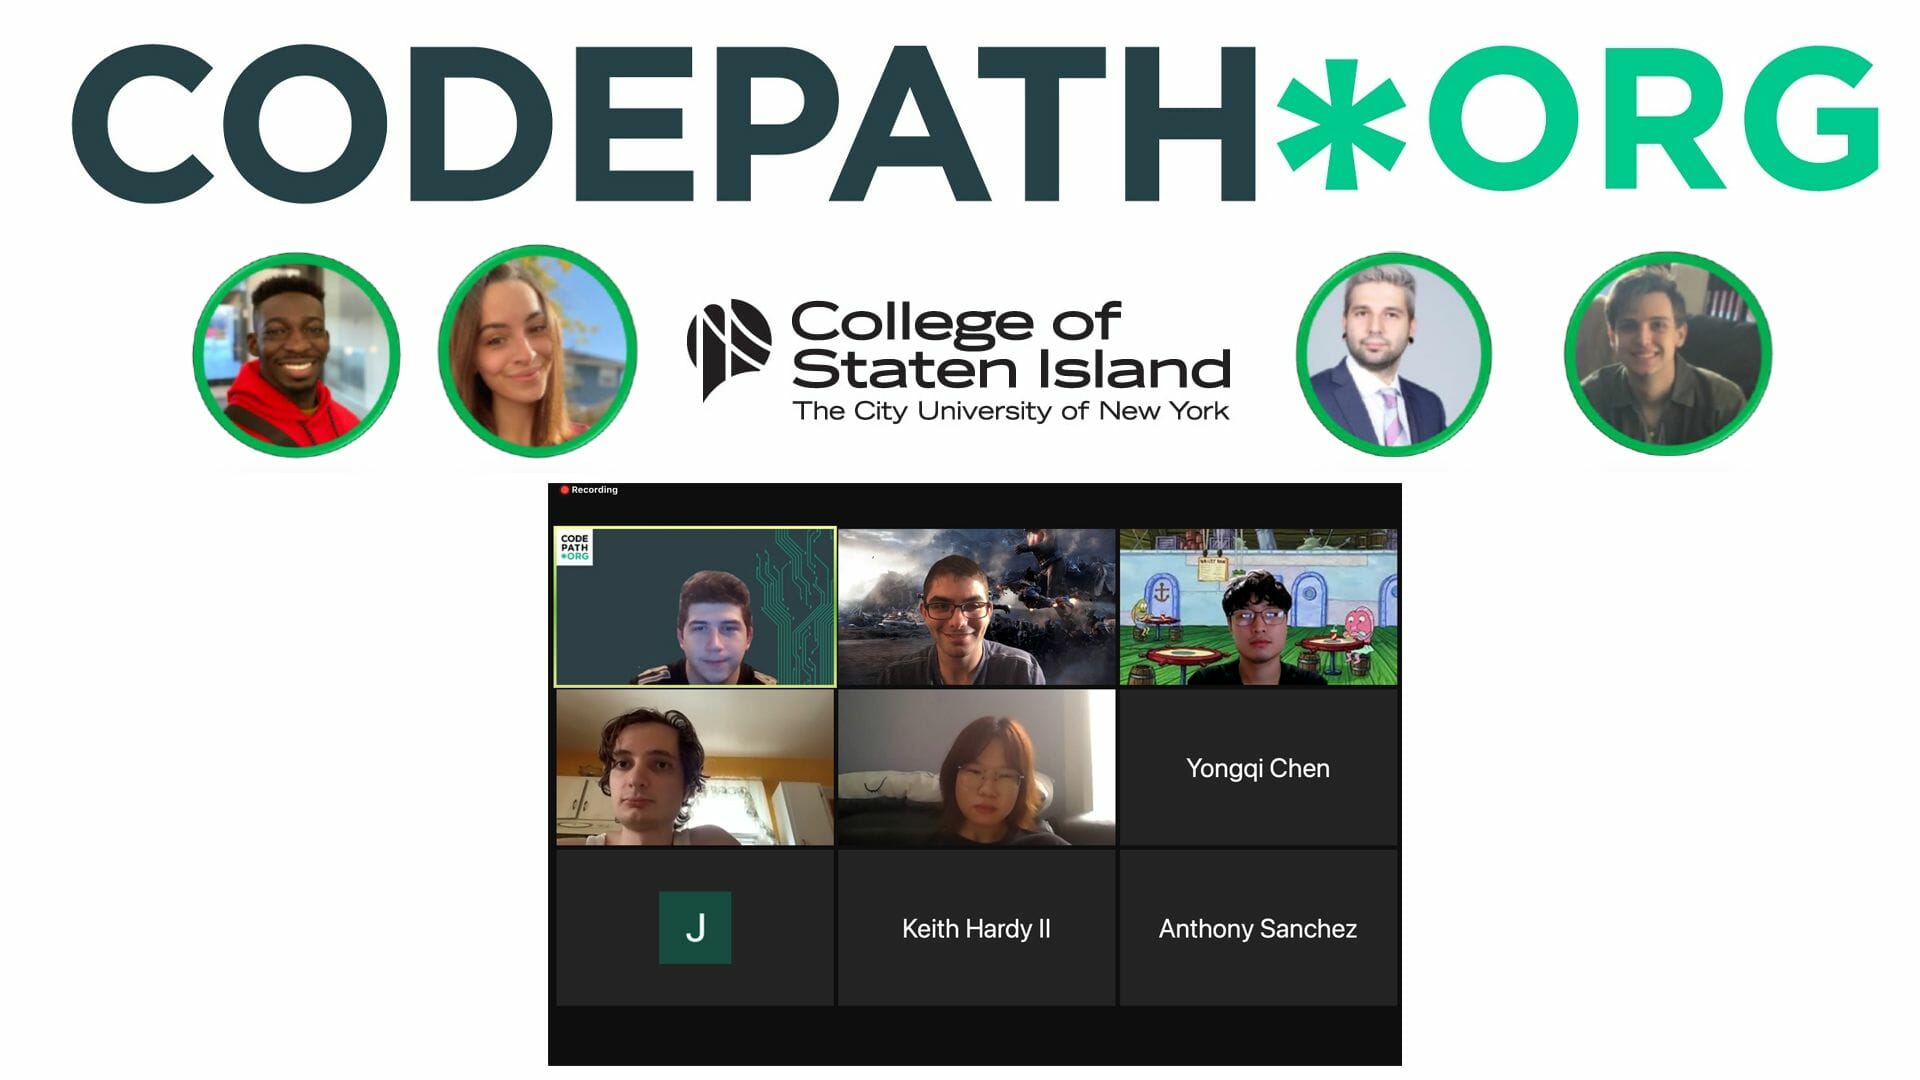 CODEPATH*ORG
College of
Staten Island
The City University of New York
Recording
CODE
PATH
*ORG
Yongqi Chen
J
Keith Hardy II
Anthony Sanchez